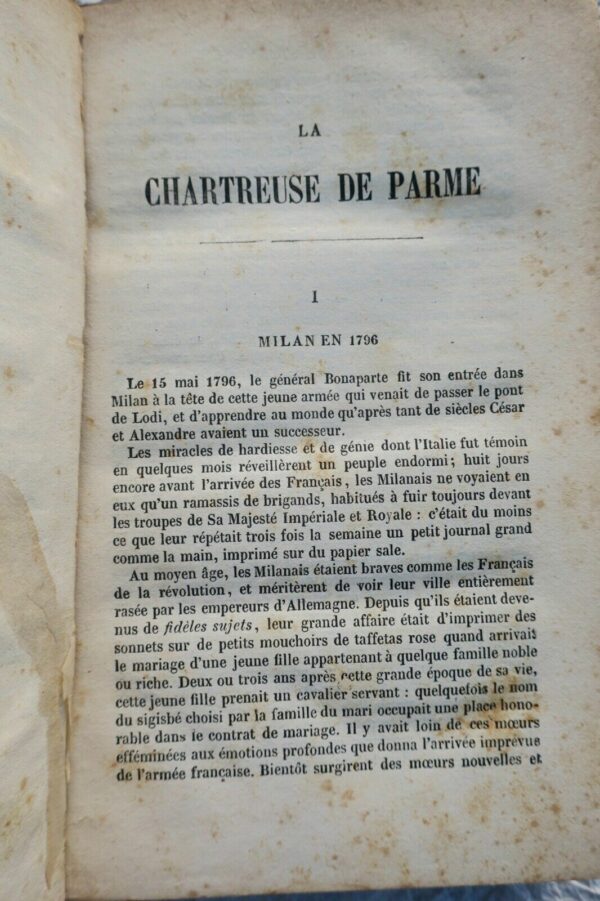 LA
CHARTREUSE DE PARME
I
MILAN EN 1796
Le 15 mai 1796, le général Bonaparte fit son entrée dans
Milan à la tête de cette jeune armée qui venait de passer le pont
de Lodi, et d'apprendre au monde qu'après tant de siècles César
et Alexandre avaient un successeur.
Les miracles de hardiesse et de génie dont l'Italie fut témoin
en quelques mois réveillèrent un peuple endormi ; huit jours
encore avant l'arrivée des Français, les Milanais ne voyaient en
eux qu'un ramassis de brigands, habitués à fuir toujours devant
les troupes de Sa Majesté Impériale et Royale : c'était du moins
ce que leur répétait trois fois la semaine un petit journal grand
comme la main, imprimé sur du papier sale.
Au moyen âge, les Milanais étaient braves comme les Français
de la révolution, et méritèrent de voir leur ville entièrement
rasée par les empereurs d'Allemagne. Depuis qu'ils étaient deve-
nus de fidèles sujets, leur grande affaire était d'imprimer des
sonnets sur de petits mouchoirs de taffetas rose quand arrivait
le mariage d'une jeune fille appartenant à quelque famille noble
ou riche. Deux ou trois ans après cette grande époque de sa vie,
cette jeune fille prenait un cavalier servant : quelquefois le nom
du sigisbé choisi par la famille du mari occupait une place hono-
rable dans le contrat de mariage. Il y avait loin de ces mœurs
efféminées aux émotions profondes que donna l'arrivée imprévue
de l'armée française. Bientôt surgirent des mœurs nouvelles et